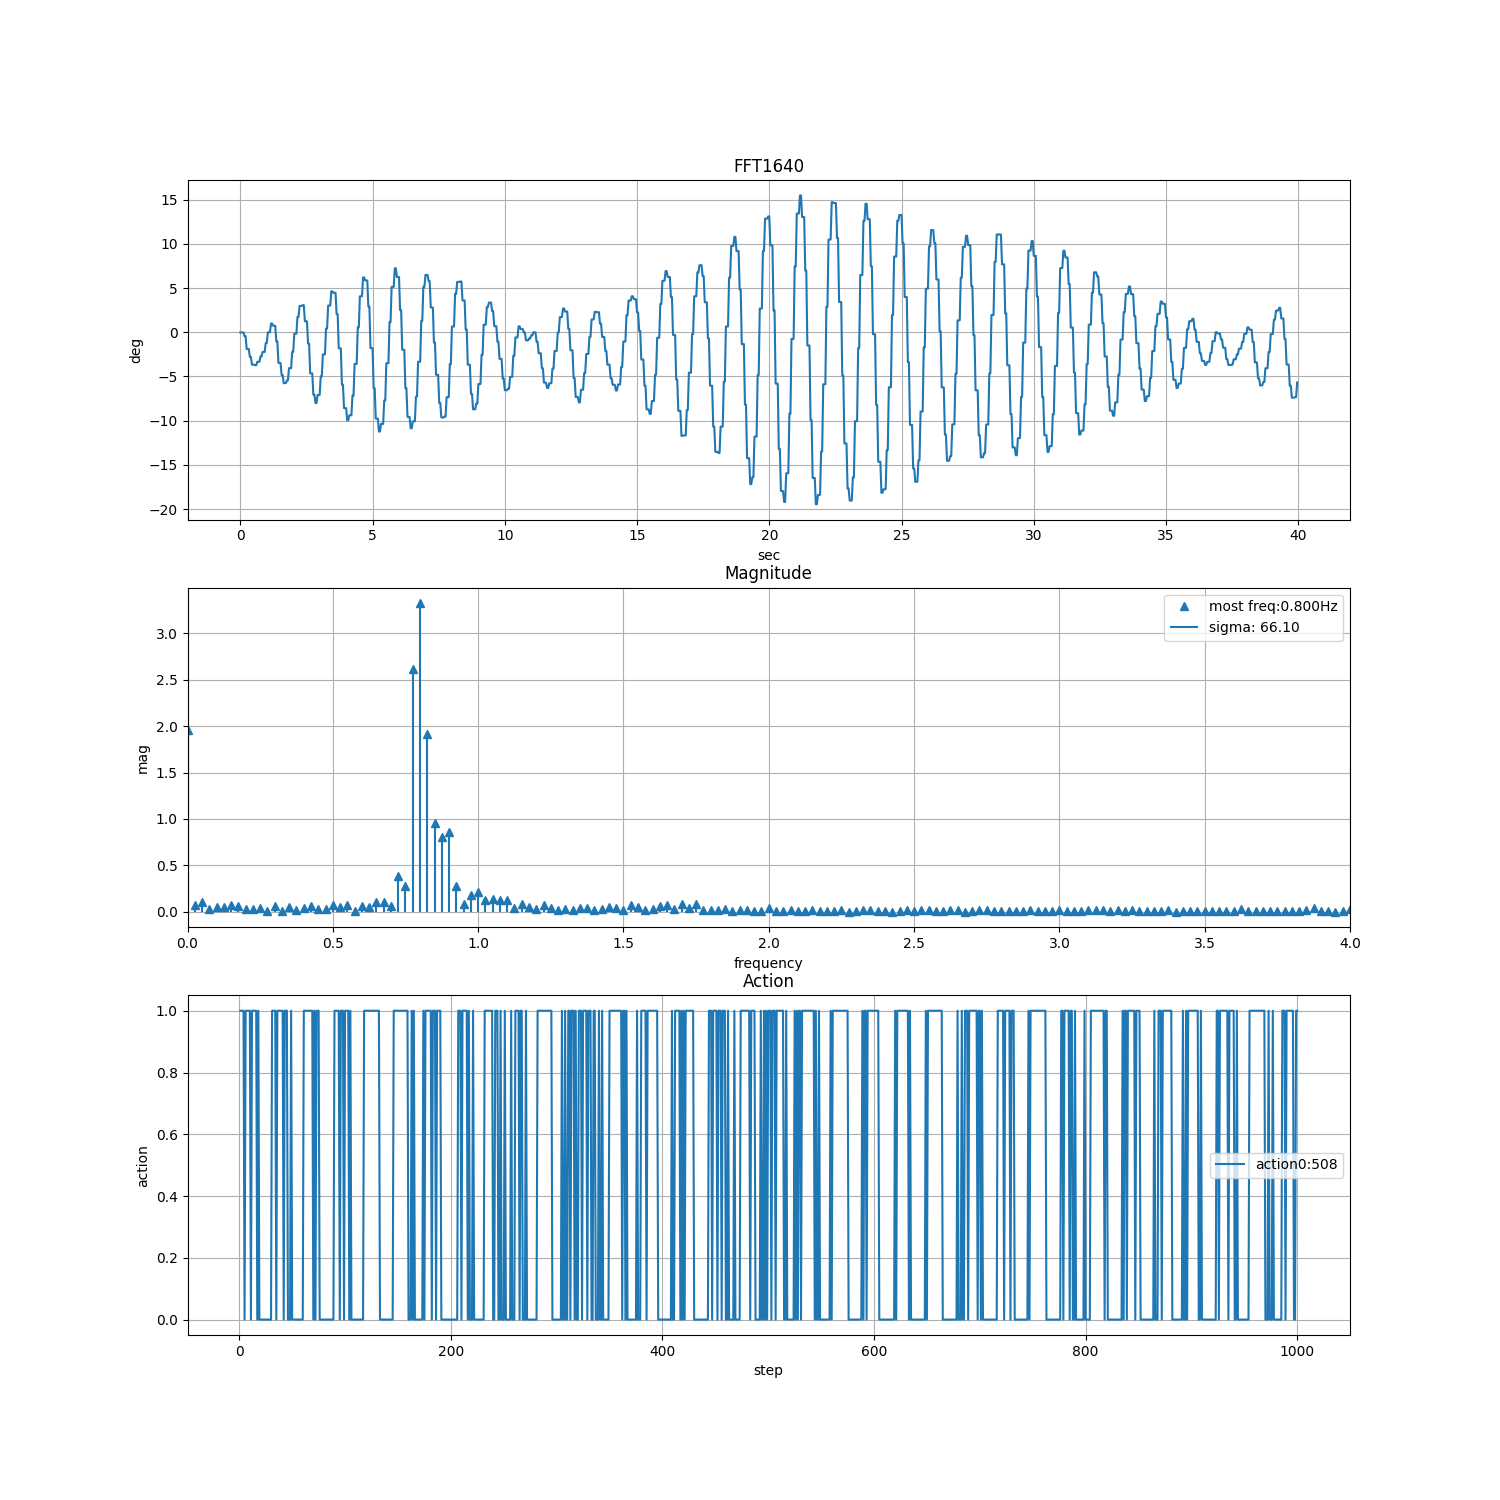 FFT1640
15
10
5
0
−5
−10
−15
−20
deg
0 5 10 15 20 25 30 35 40
sec
Magnitude
most freq:0.800Hz
sigma: 66.10
3.0
2.5
2.0
1.5
1.0
0.5
0.0
mag
0.0 0.5 1.0 1.5 2.0 2.5 3.0 3.5 4.0
frequency
Action
1.0
0.8
0.6
0.4
0.2
0.0
action
action0:508
0 200 400 600 800 1000
step